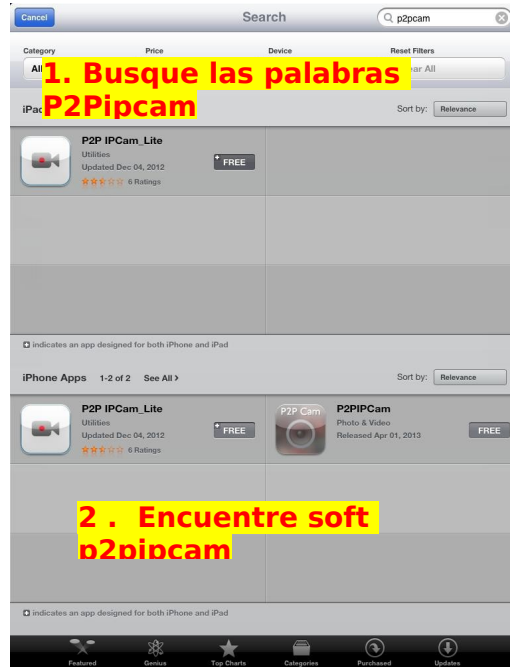 Cancel
Search
p2pcam
Category Price Device Reset Filters
All
ar All
1. Busque las palabras
P2Pipcam
iPad
Sort by: Relevance
P2P IPCam_Lite
Utilities
Updated Dec 04, 2012
6 Ratings
FREE
indicates an app designed for both iPhone and iPad
iPhone Apps 1-2 of 2 See All >
Sort by: Relevance
P2P IPCam_Lite
Utilities
Updated Dec 04, 2012
6 Ratings
FREE
P2P Cam
P2PIPCam
Photo & Video
Released Apr 01, 2013
FREE
2 . Encuentre soft
p2pipcam
indicates an app designed for both iPhone and iPad
Featured Genius Top Charts Categories Purchased Updates